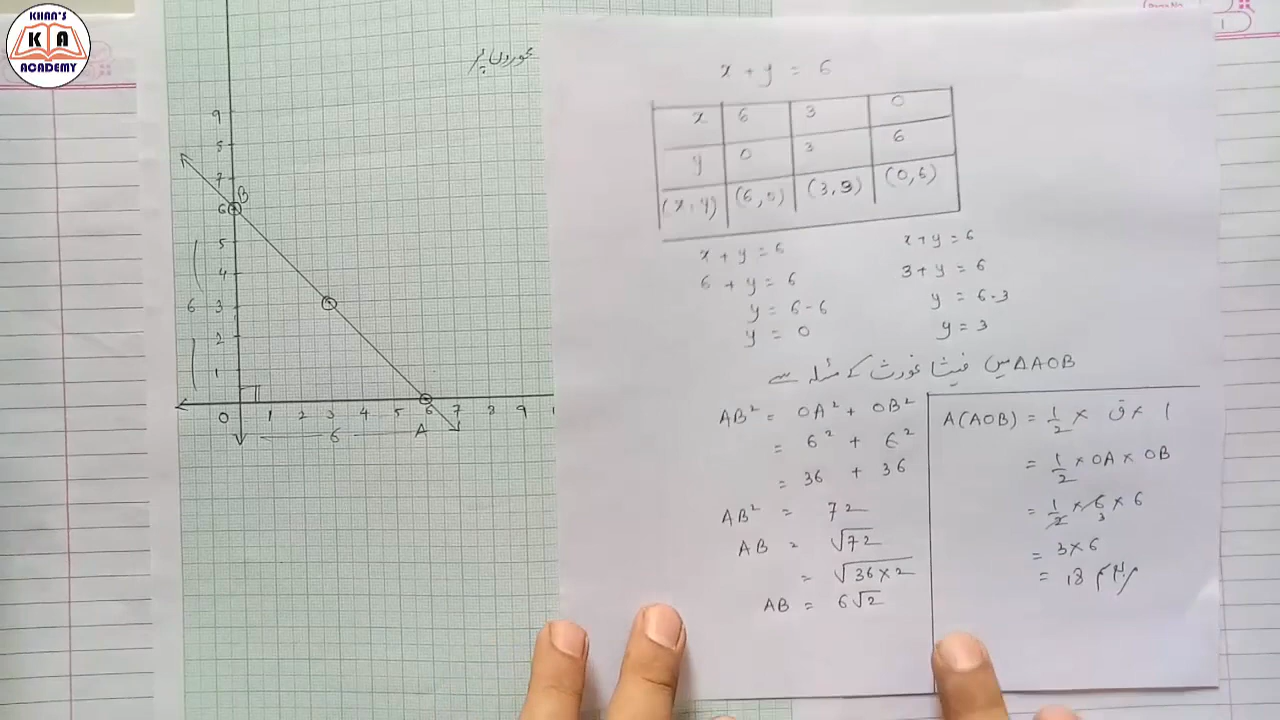 KHAN'S
K A
ACADEMY
محوروں پر
9
8
7
6 B
5
4
6 3
2
1
0 1 2 3 4 5 6 7 8 9
6 A
x + y = 6
x 6 3 0
y 0 3 6
(x,y) (6,0) (3,3) (0,6)
x + y = 6
6 + y = 6
y = 6 - 6
y = 0
x + y = 6
3 + y = 6
y = 6 - 3
y = 3
△AOB میں فیثا غورث کے مسئلہ سے
AB² = OA² + OB²
= 6² + 6²
= 36 + 36
AB² = 72
AB = √72
= √36×2
AB = 6√2
A(AOB) = 1/2 × ق × ا
= 1/2 × OA × OB
= 1/2 × 6 × 6
3
= 3×6
= 18